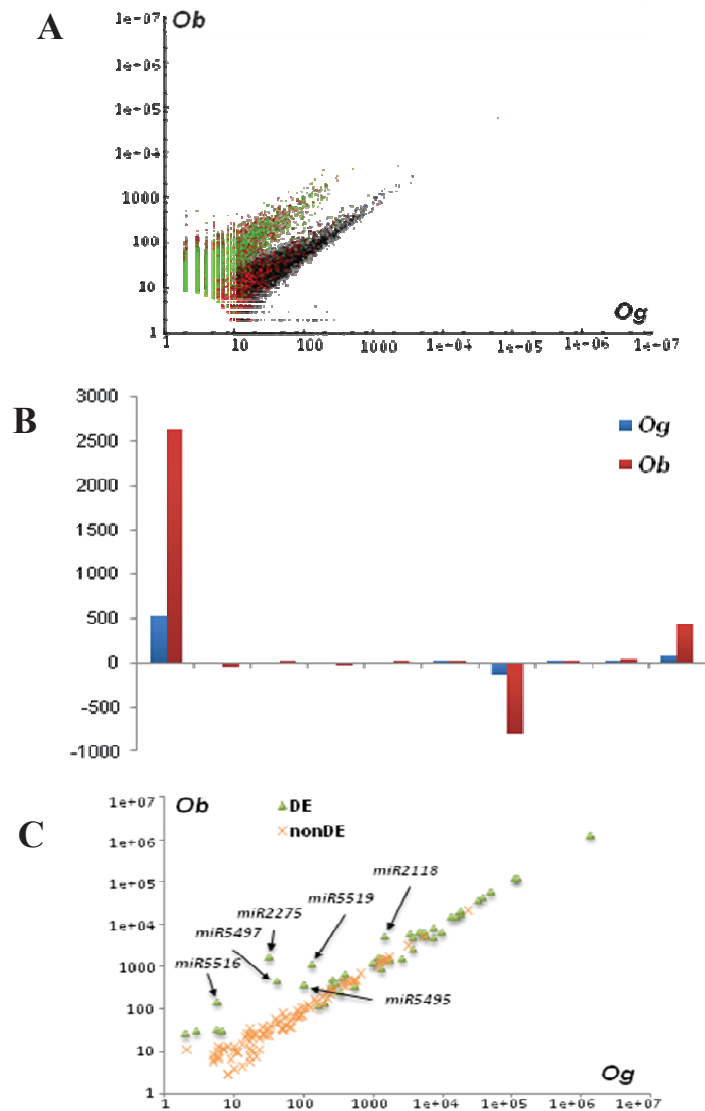 A
Ob
1e-07
1e-06
1e-05
1e-04
1000
100
10
1
Og
1 10 100 1000 1e-04 1e-05 1e-06 1e-07
B
3000
2500
2000
1500
1000
500
0
-500
-1000
Og
Ob
C
Ob
DE
nonDE
1e+07
1e+06
1e+05
1e+04
1000
100
10
1
miR2118
miR5519
miR2275
miR5497
miR5516
miR5495
Og
1 10 100 1000 1e+04 1e+05 1e+06 1e+07